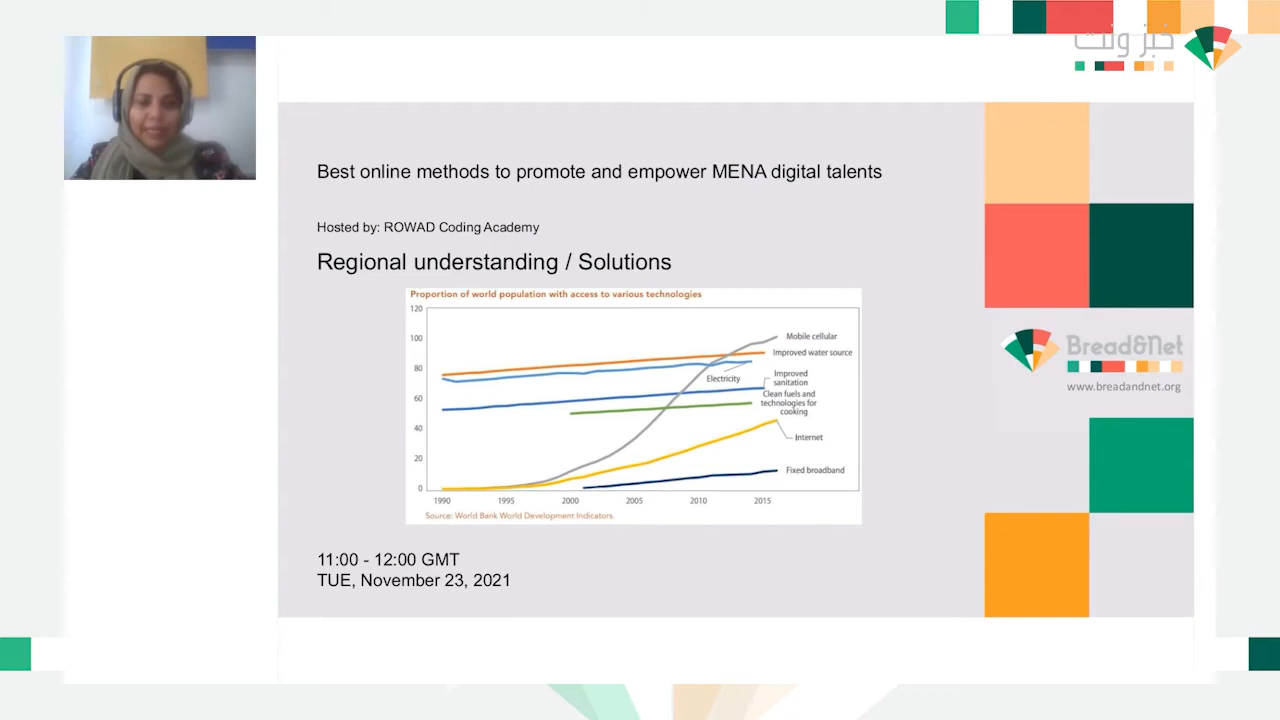 خبز ونت
Best online methods to promote and empower MENA digital talents
Hosted by: ROWAD Coding Academy
Regional understanding / Solutions
Proportion of world population with access to various technologies
120
100
80
60
40
20
0
Mobile cellular
Improved water source
Electricity
Improved
sanitation
Clean fuels and
technologies for
cooking
Internet
Fixed broadband
1990 1995 2000 2005 2010 2015
Source: World Bank World Development Indicators.
Bread&Net
www.breadandnet.org
11:00 - 12:00 GMT
TUE, November 23, 2021